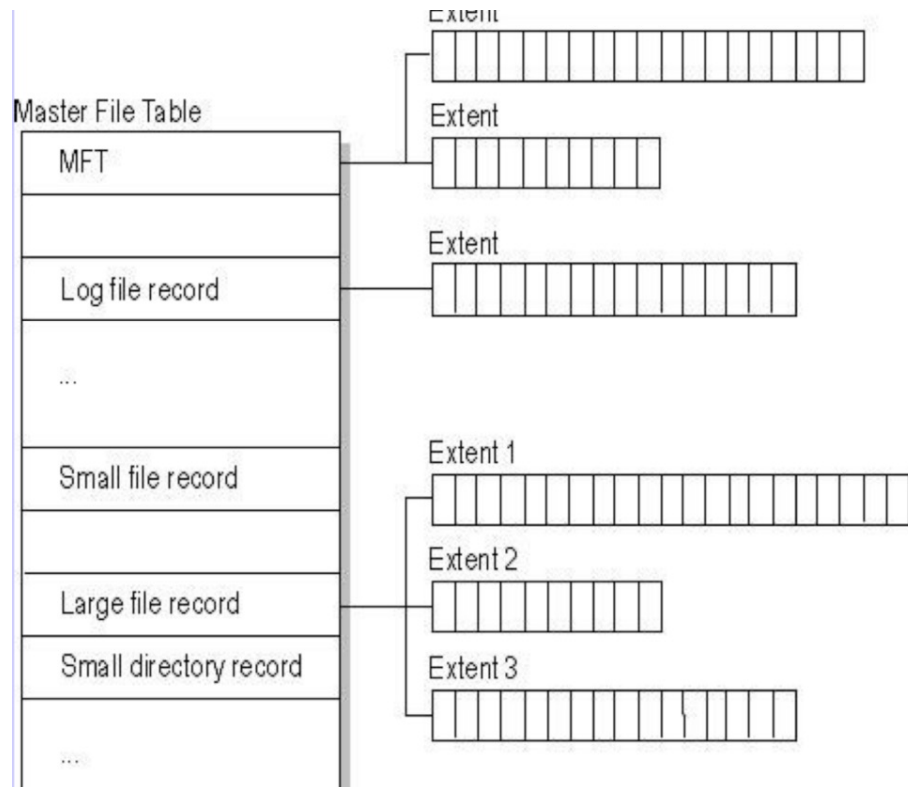 Extent
Master File Table
Extent
MFT
Extent
Log file record
...
Extent 1
Small file record
Extent 2
Large file record
Small directory record
Extent 3
...